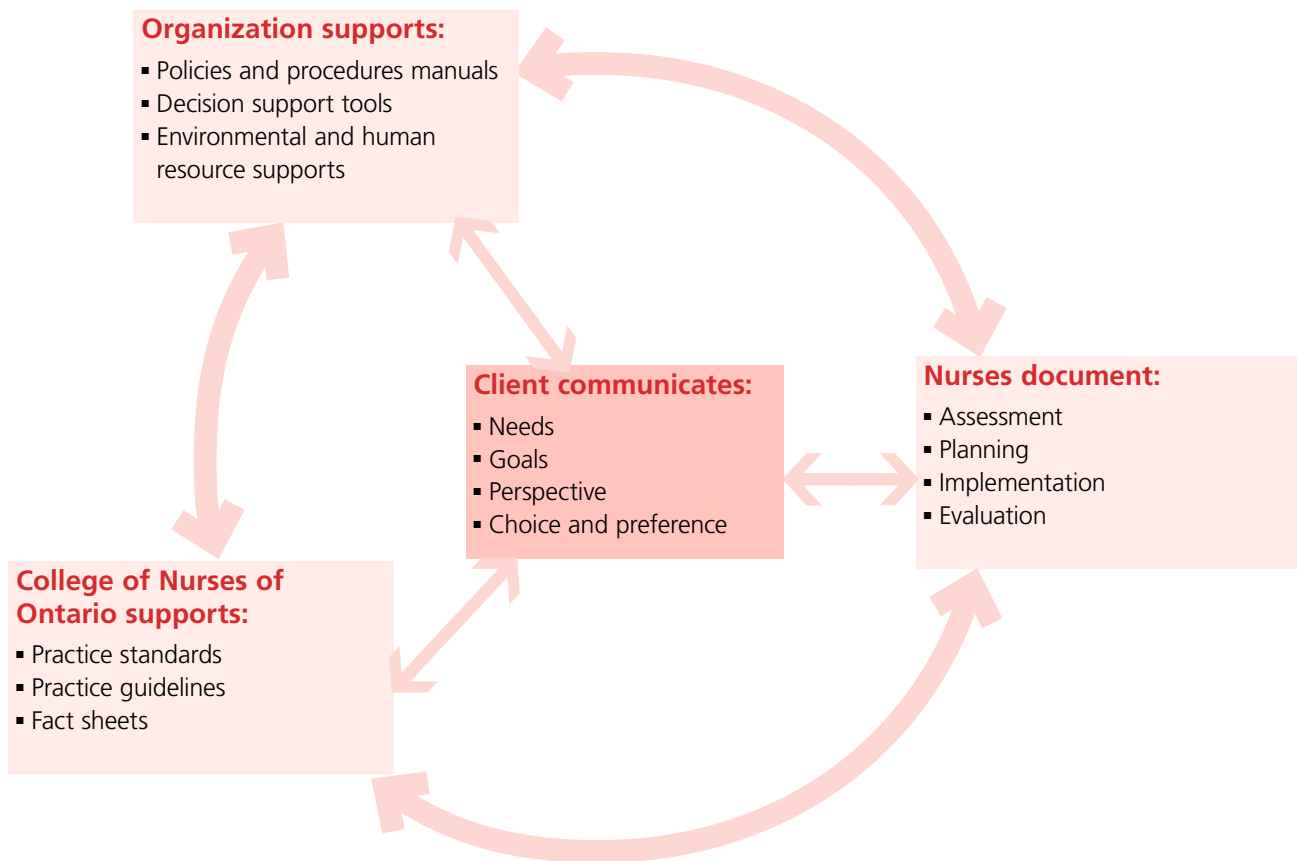 Organization supports:
▪ Policies and procedures manuals
▪ Decision support tools
▪ Environmental and human
resource supports
Client communicates:
▪ Needs
▪ Goals
▪ Perspective
▪ Choice and preference
Nurses document:
▪ Assessment
▪ Planning
▪ Implementation
▪ Evaluation
College of Nurses of
Ontario supports:
▪ Practice standards
▪ Practice guidelines
▪ Fact sheets